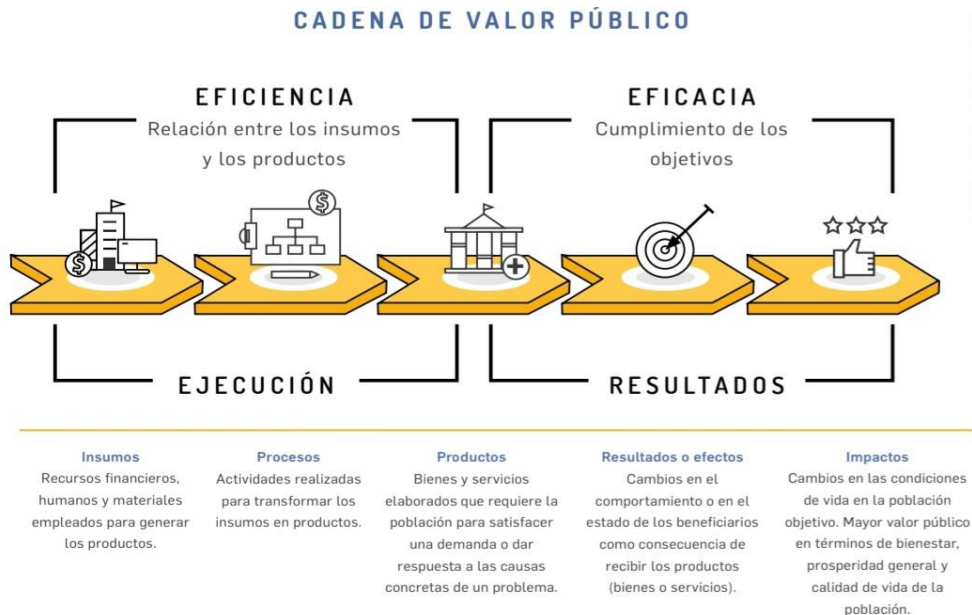 CADENA DE VALOR PÚBLICO
EFICIENCIA
Relación entre los insumos
y los productos
EFICACIA
Cumplimiento de los
objetivos
$
$
EJECUCIÓN
RESULTADOS
Insumos
Recursos financieros,
humanos y materiales
empleados para generar
los productos.
Procesos
Actividades realizadas
para transformar los
insumos en productos.
Productos
Bienes y servicios
elaborados que requiere la
población para satisfacer
una demanda o dar
respuesta a las causas
concretas de un problema.
Resultados o efectos
Cambios en el
comportamiento o en el
estado de los beneficiarios
como consecuencia de
recibir los productos
(bienes o servicios).
Impactos
Cambios en las condiciones
de vida en la población
objetivo. Mayor valor público
en términos de bienestar,
prosperidad general y
calidad de vida de la
población.